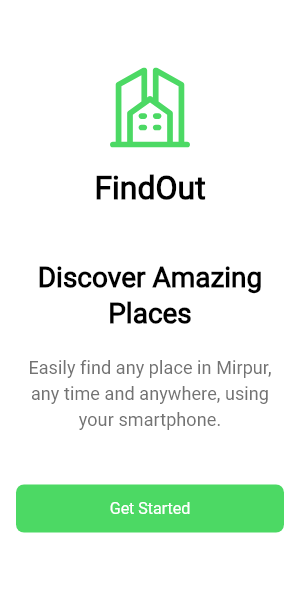 FindOut
Discover Amazing
Places
Easily find any place in Mirpur,
any time and anywhere, using
your smartphone.
Get Started